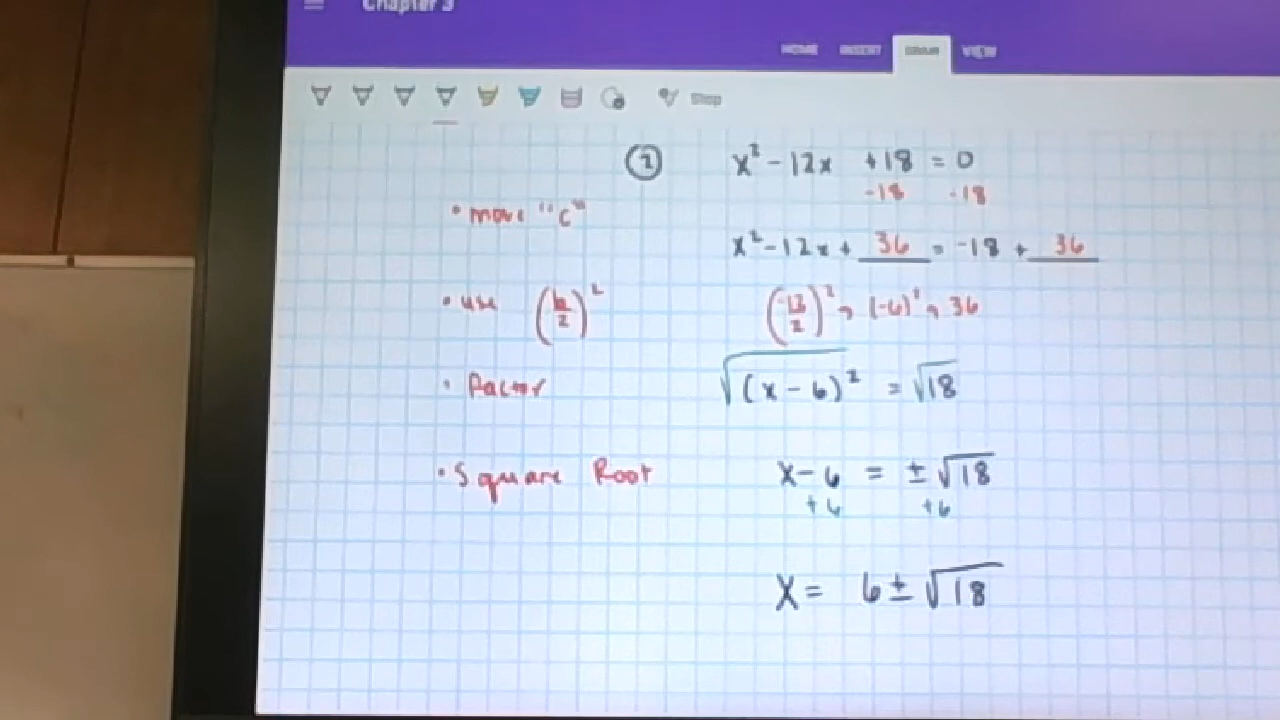 Chapter 3
HOME INSERT DRAW VIEW
Stop
② x² - 12x + 18 = 0
-18 -18
• move "c"
x² - 12x + 36 = -18 + 36
• use (b/2)² (-12/2)² = (-6)² = 36
• Factor √(x - 6)² = √18
• Square Root x - 6 = ± √18
+6 +6
x = 6 ± √18